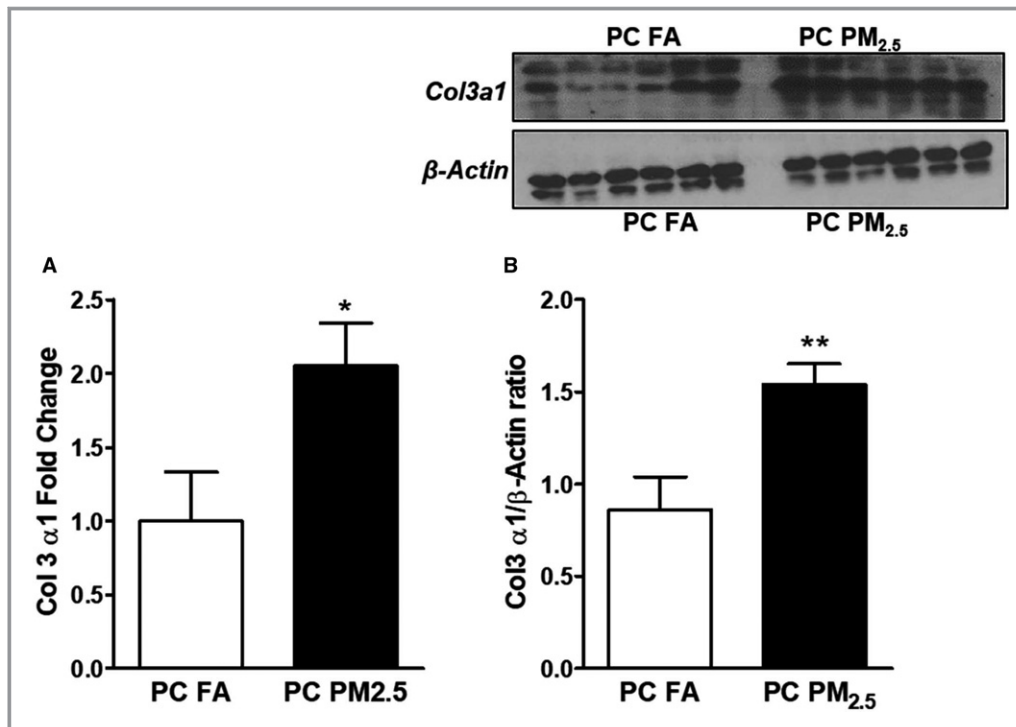 PC FA PC PM2.5
Col3a1
β-Actin
PC FA PC PM2.5
A
Col 3 α1 Fold Change
2.5
2.0
1.5
1.0
0.5
0.0
*
PC FA PC PM2.5
B
Col3 α1/β-Actin ratio
2.0
1.5
1.0
0.5
0.0
**
PC FA PC PM2.5